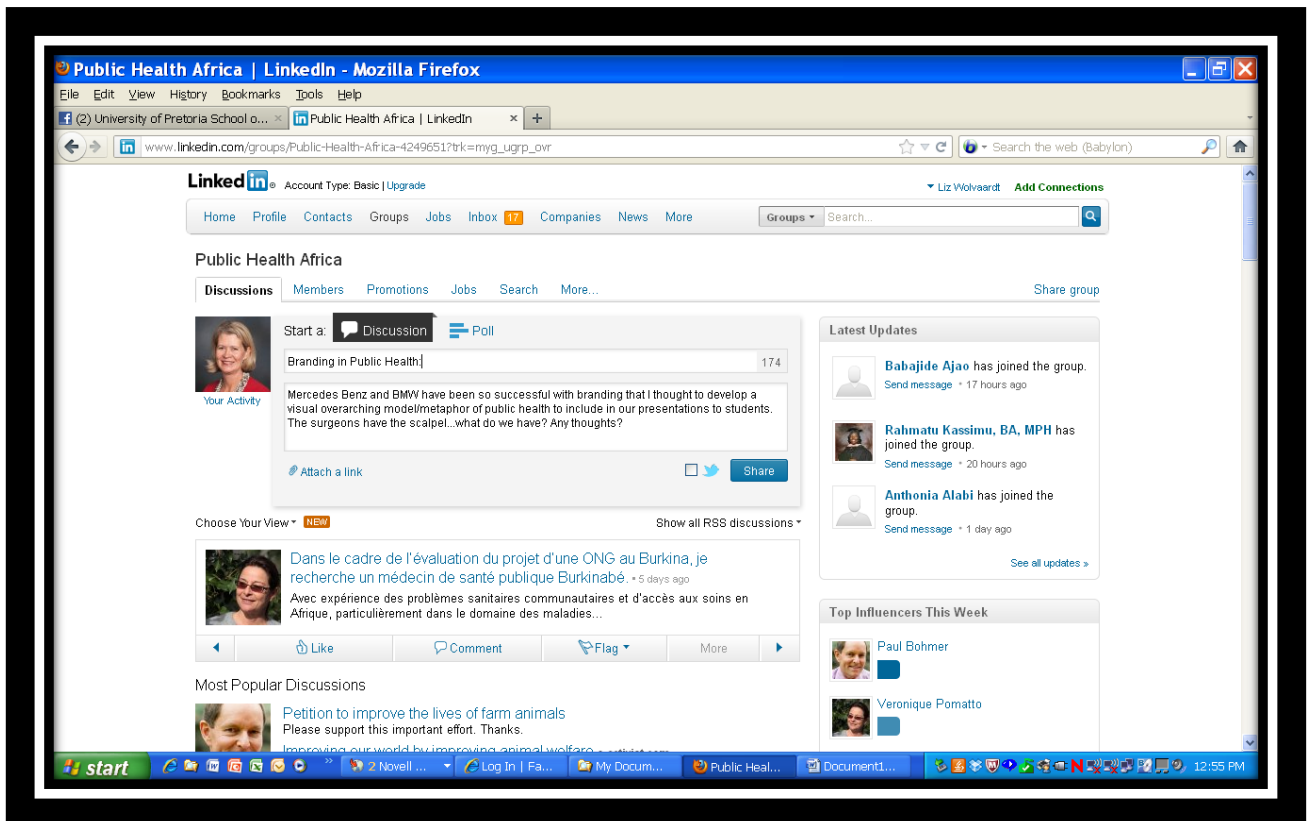 Public Health Africa | LinkedIn - Mozilla Firefox
File Edit View History Bookmarks Tools Help
(2) University of Pretoria School o... × Public Health Africa | LinkedIn × +
www.linkedin.com/groups/Public-Health-Africa-4249651?trk=myg_ugrp_ovr Search the web (Babylon)
Linked in ® Account Type: Basic | Upgrade Liz Wolvaardt Add Connections
Home Profile Contacts Groups Jobs Inbox 17 Companies News More Groups Search...
Public Health Africa
Discussions Members Promotions Jobs Search More... Share group
Start a: Discussion Poll
Branding in Public Health: 174
Your Activity
Mercedes Benz and BMW have been so successful with branding that I thought to develop a
visual overarching model/metaphor of public health to include in our presentations to students.
The surgeons have the scalpel...what do we have? Any thoughts?
Attach a link Share
Choose Your View NEW Show all RSS discussions
Dans le cadre de l'évaluation du projet d'une ONG au Burkina, je
recherche un médecin de santé publique Burkinabé. • 5 days ago
Avec expérience des problèmes sanitaires communautaires et d'accès aux soins en
Afrique, particulièrement dans le domaine des maladies...
Like Comment Flag More
Most Popular Discussions
Petition to improve the lives of farm animals
Please support this important effort. Thanks.
Improving our world by improving animal welfare
Latest Updates
Babajide Ajao has joined the group.
Send message • 17 hours ago
Rahmatu Kassimu, BA, MPH has
joined the group.
Send message • 20 hours ago
Anthonia Alabi has joined the
group.
Send message • 1 day ago
See all updates »
Top Influencers This Week
Paul Bohmer
Veronique Pomatto
start 2 Novell ... Log In | Fa... My Docum... Public Heal... Document1... 12:55 PM